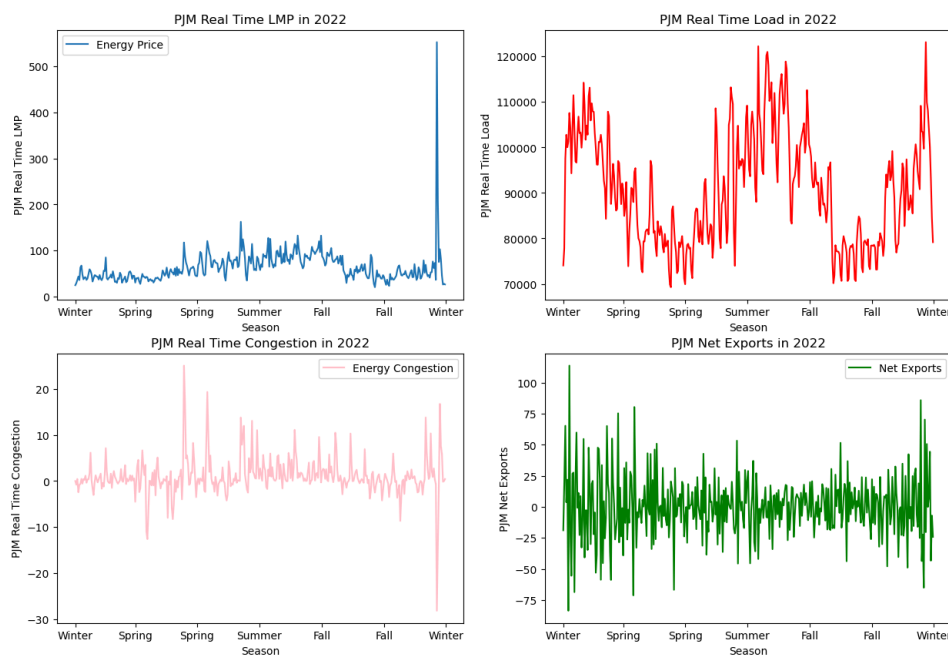 PJM Real Time LMP in 2022
PJM Real Time LMP
500
400
300
200
100
0
Energy Price
Winter Spring Spring Summer Fall Fall Winter
Season
PJM Real Time Load in 2022
PJM Real Time Load
120000
110000
100000
90000
80000
70000
Winter Spring Spring Summer Fall Fall Winter
Season
PJM Real Time Congestion in 2022
PJM Real Time Congestion
20
10
0
−10
−20
−30
Energy Congestion
Winter Spring Spring Summer Fall Fall Winter
Season
PJM Net Exports in 2022
PJM Net Exports
100
75
50
25
0
−25
−50
−75
Net Exports
Winter Spring Spring Summer Fall Fall Winter
Season